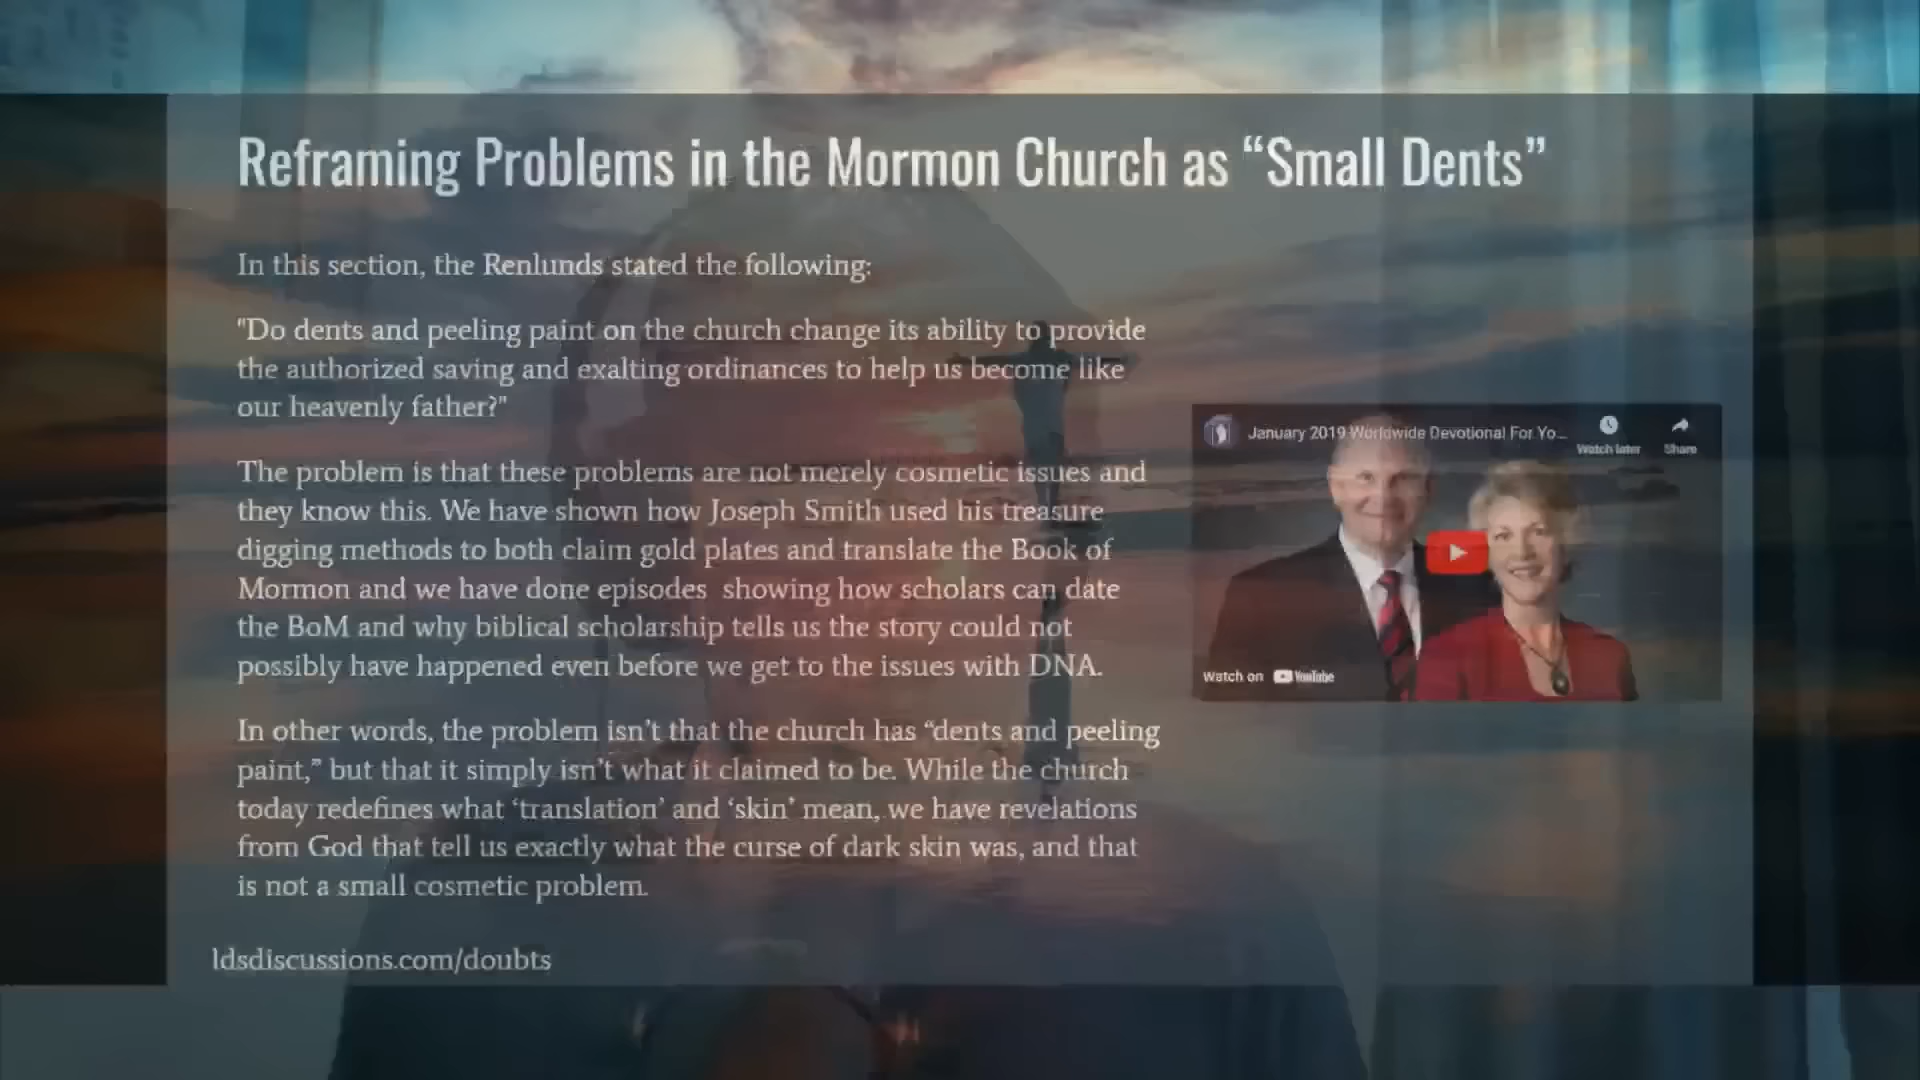 Reframing Problems in the Mormon Church as “Small Dents”
In this section, the Renlunds stated the following:
"Do dents and peeling paint on the church change its ability to provide
the authorized saving and exalting ordinances to help us become like
our heavenly father?"
The problem is that these problems are not merely cosmetic issues and
they know this. We have shown how Joseph Smith used his treasure
digging methods to both claim gold plates and translate the Book of
Mormon and we have done episodes  showing how scholars can date
the BoM and why biblical scholarship tells us the story could not
possibly have happened even before we get to the issues with DNA.
In other words, the problem isn’t that the church has “dents and peeling
paint,” but that it simply isn’t what it claimed to be. While the church
today redefines what ‘translation’ and ‘skin’ mean, we have revelations
from God that tell us exactly what the curse of dark skin was, and that
is not a small cosmetic problem.
January 2019 Worldwide Devotional For Yo...
Watch later
Share
Watch on YouTube
ldsdiscussions.com/doubts